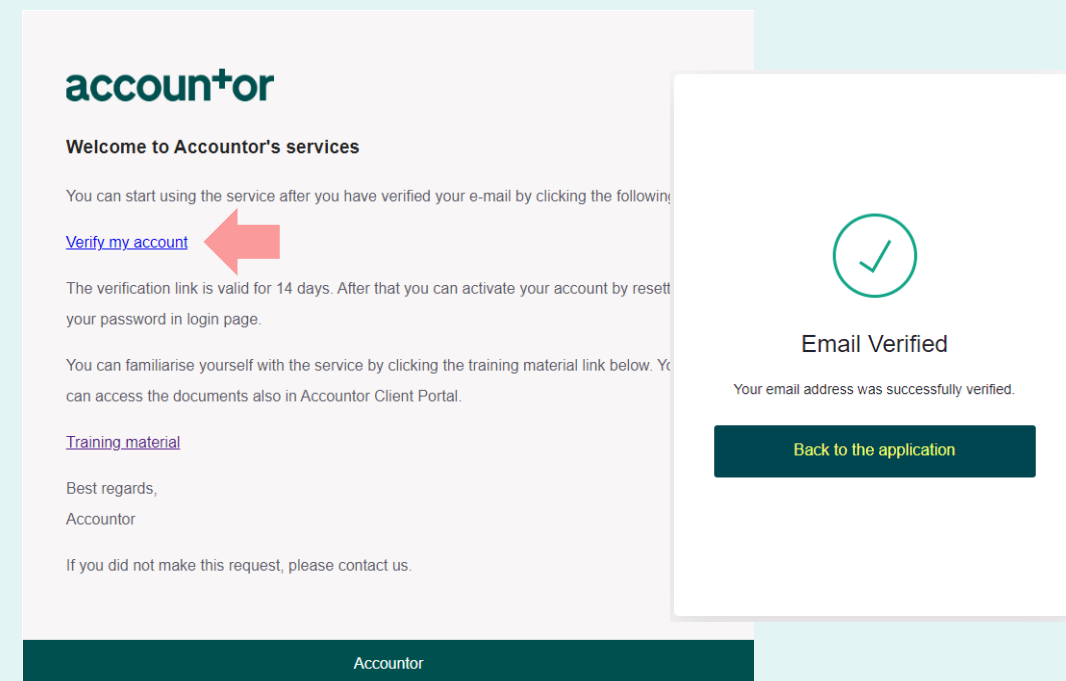 accountor
Welcome to Accountor's services
You can start using the service after you have verified your e-mail by clicking the following
Verify my account
The verification link is valid for 14 days. After that you can activate your account by resett
your password in login page.
You can familiarise yourself with the service by clicking the training material link below. Yo
can access the documents also in Accountor Client Portal.
Training material
Best regards,
Accountor
If you did not make this request, please contact us.
Accountor
Email Verified
Your email address was successfully verified.
Back to the application